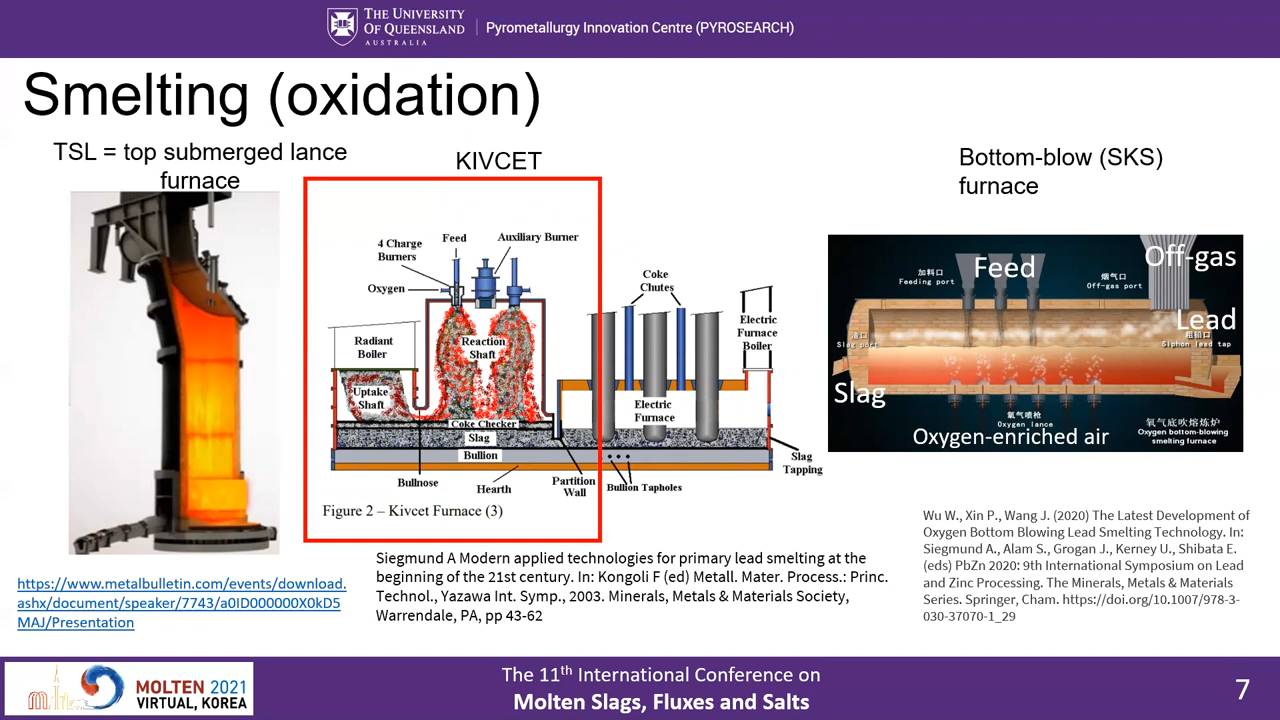 THE UNIVERSITY
OF QUEENSLAND
AUSTRALIA
Pyrometallurgy Innovation Centre (PYROSEARCH)
Smelting (oxidation)
TSL = top submerged lance
furnace
KIVCET
Bottom-blow (SKS)
furnace
4 Charge
Burners
Feed
Auxiliary Burner
Oxygen
Radiant
Boiler
Reaction
Shaft
Uptake
Shaft
Coke Checker
Slag
Bullion
Bullnose
Hearth
Partition
Wall
Coke
Chutes
Electric
Furnace
Boiler
Electric
Furnace
Bullion Tapholes
Slag
Tapping
Figure 2 – Kivcet Furnace (3)
加料口
Feeding port
Feed
烟气口
Off-gas port
Off-gas
Lead
粗铅口
Siphon lead tap
Slag port
Slag
氧气喷枪
Oxygen lance
Oxygen-enriched air
氧气底吹熔炼炉
Oxygen bottom-blowing
smelting furnace
https://www.metalbulletin.com/events/download.
ashx/document/speaker/7743/a0ID000000X0kD5
MAJ/Presentation
Siegmund A Modern applied technologies for primary lead smelting at the
beginning of the 21st century. In: Kongoli F (ed) Metall. Mater. Process.: Princ.
Technol., Yazawa Int. Symp., 2003. Minerals, Metals & Materials Society,
Warrendale, PA, pp 43-62
Wu W., Xin P., Wang J. (2020) The Latest Development of
Oxygen Bottom Blowing Lead Smelting Technology. In:
Siegmund A., Alam S., Grogan J., Kerney U., Shibata E.
(eds) PbZn 2020: 9th International Symposium on Lead
and Zinc Processing. The Minerals, Metals & Materials
Series. Springer, Cham. https://doi.org/10.1007/978-3-
030-37070-1_29
MOLTEN 2021
VIRTUAL, KOREA
The 11th International Conference on
Molten Slags, Fluxes and Salts
7